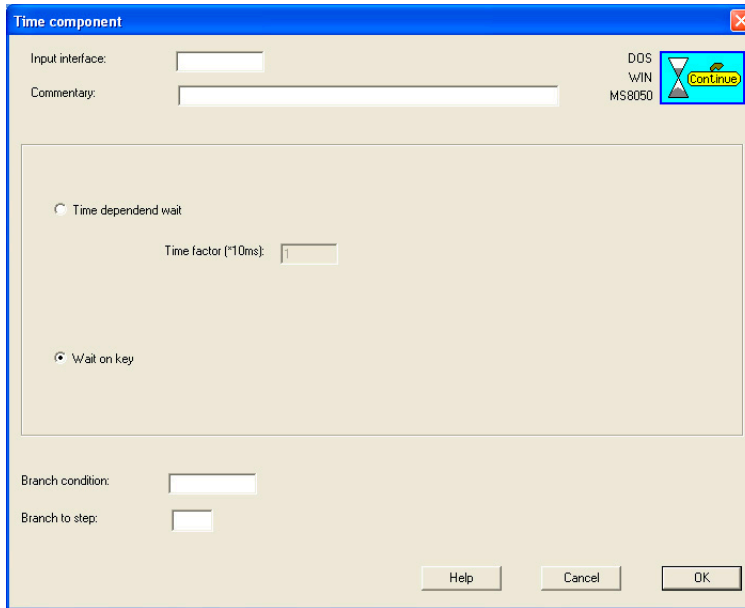 Time component
Input interface:
DOS
WIN
Continue
Commentary:
MS8050
Time dependend wait
Time factor (*10ms):
1
Wait on key
Branch condition:
Branch to step:
Help
Cancel
OK